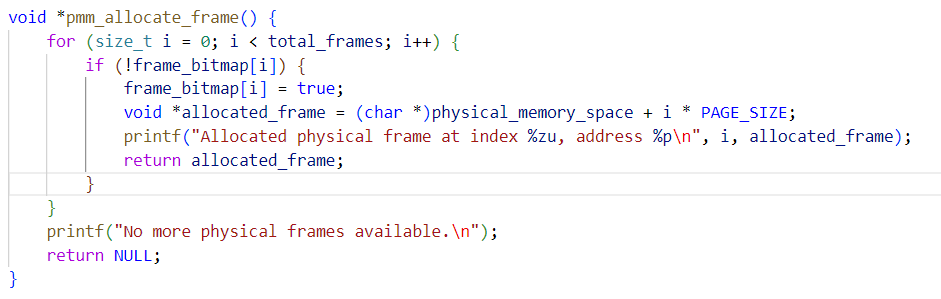 void *pmm_allocate_frame() {
    for (size_t i = 0; i < total_frames; i++) {
        if (!frame_bitmap[i]) {
            frame_bitmap[i] = true;
            void *allocated_frame = (char *)physical_memory_space + i * PAGE_SIZE;
            printf("Allocated physical frame at index %zu, address %p\n", i, allocated_frame);
            return allocated_frame;
        }
    }
    printf("No more physical frames available.\n");
    return NULL;
}